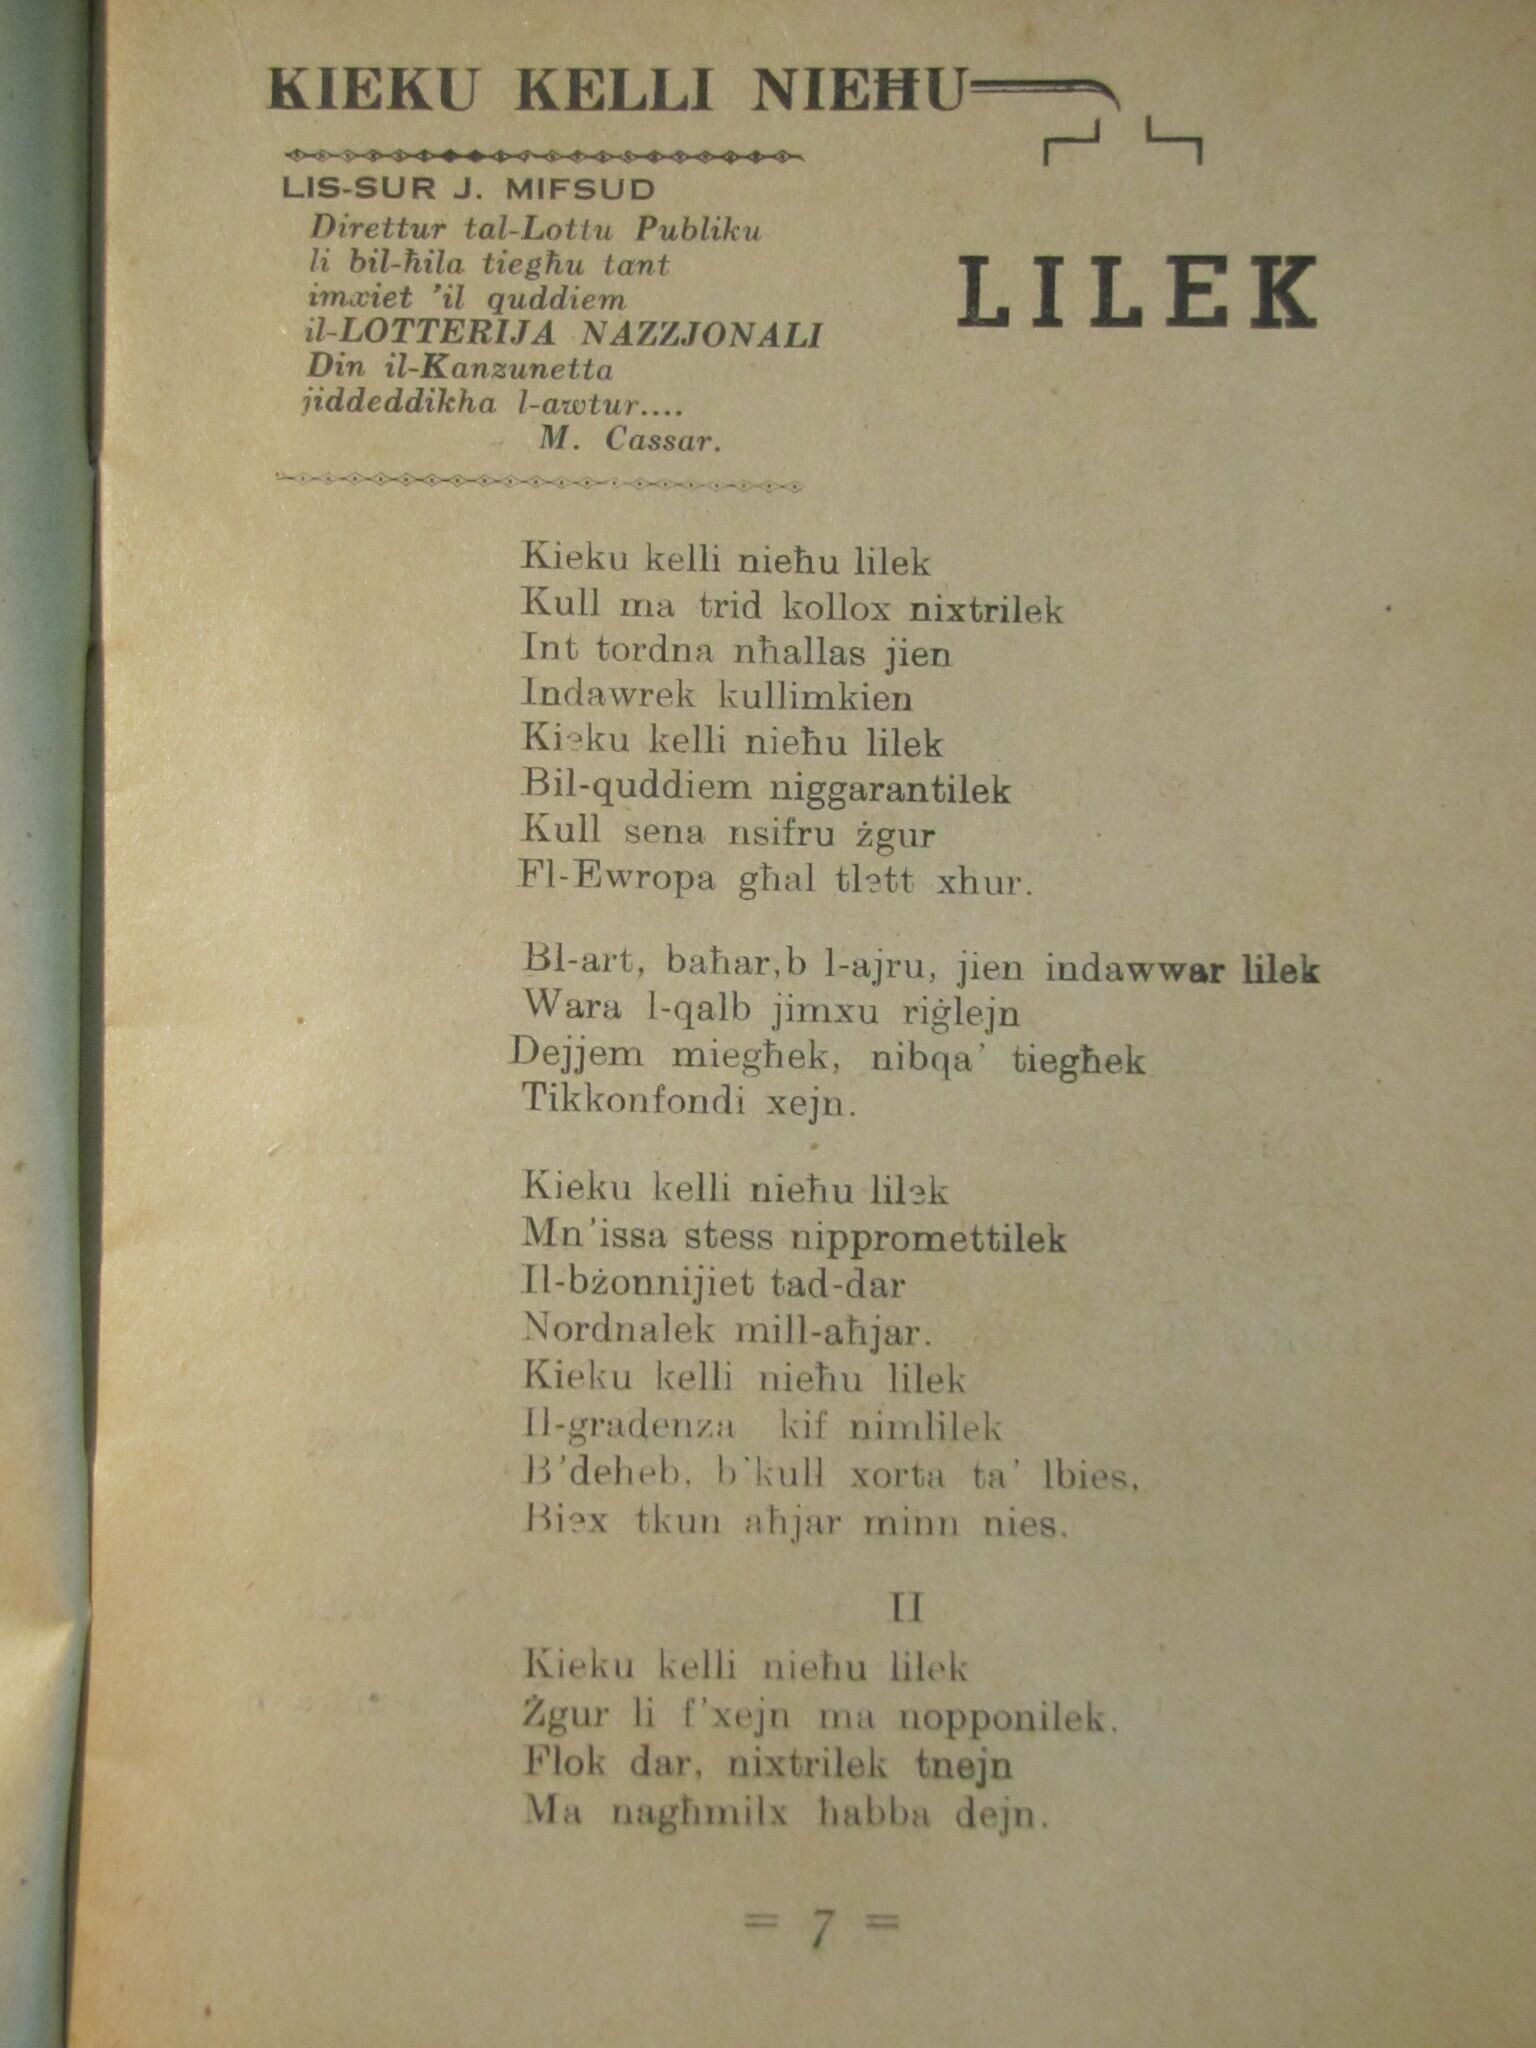 KIEKU KELLI NIEĦU
LILEK
LIS-SUR J. MIFSUD
Direttur tal-Lottu Publiku
li bil-ħila tiegħu tant
imxiet 'il quddiem
il-LOTTERIJA NAZZJONALI
Din il-Kanzunetta
jiddeddikha l-awtur....
M. Cassar.
Kieku kelli nieħu lilek
Kull ma trid kollox nixtrilek
Int tordna nħallas jien
Indawrek kullimkien
Kieku kelli nieħu lilek
Bil-quddiem niggarantilek
Kull sena nsifru żgur
Fl-Ewropa għal tlett xhur.
Bl-art, baħar,b l-ajru, jien indawwar lilek
Wara l-qalb jimxu riġlejn
Dejjem miegħek, nibqa' tiegħek
Tikkonfondi xejn.
Kieku kelli nieħu lilek
Mn'issa stess nippromettilek
Il-bżonnijiet tad-dar
Nordnalek mill-aħjar.
Kieku kelli nieħu lilek
Il-gradenza kif nimlilek
B'deheb, b'kull xorta ta' lbies,
Biex tkun aħjar minn nies.
II
Kieku kelli nieħu lilek
Żgur li f'xejn ma nopponilek.
Flok dar, nixtrilek tnejn
Ma nagħmilx ħabba dejn.
= 7 =